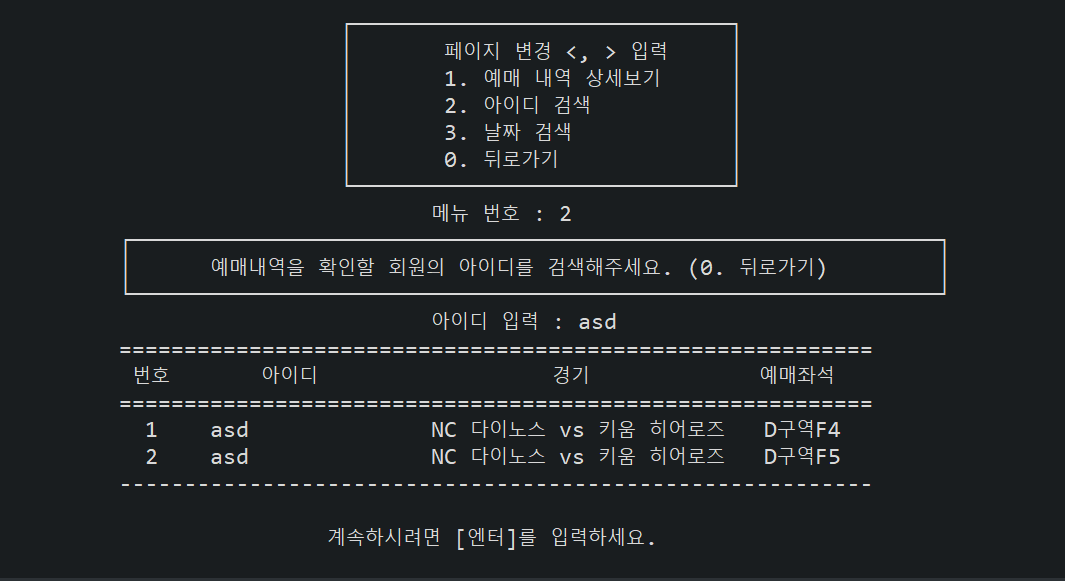 페이지 변경 <, > 입력
1. 예매 내역 상세보기
2. 아이디 검색
3. 날짜 검색
0. 뒤로가기
메뉴 번호 : 2
예매내역을 확인할 회원의 아이디를 검색해주세요. (0. 뒤로가기)
아이디 입력 : asd
==========================================================
번호 아이디 경기 예매좌석
==========================================================
1 asd NC 다이노스 vs 키움 히어로즈 D구역F4
2 asd NC 다이노스 vs 키움 히어로즈 D구역F5
----------------------------------------------------------
계속하시려면 [엔터]를 입력하세요.